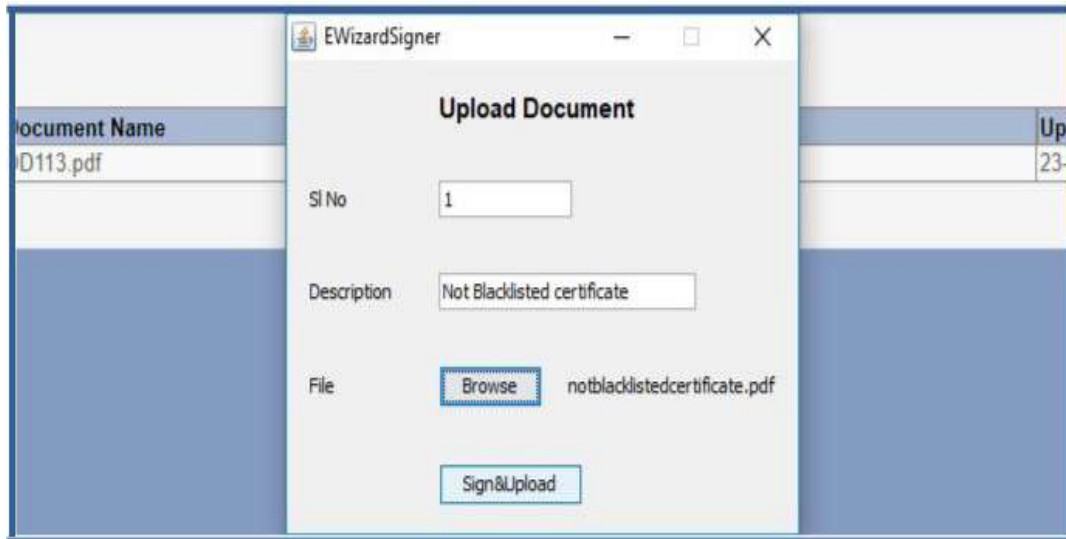 EWizardSigner
Upload Document
Document Name
Up
D113.pdf
23-
Sl No
1
Description
Not Blacklisted certificate
File
Browse
notblacklistedcertificate.pdf
Sign&Upload